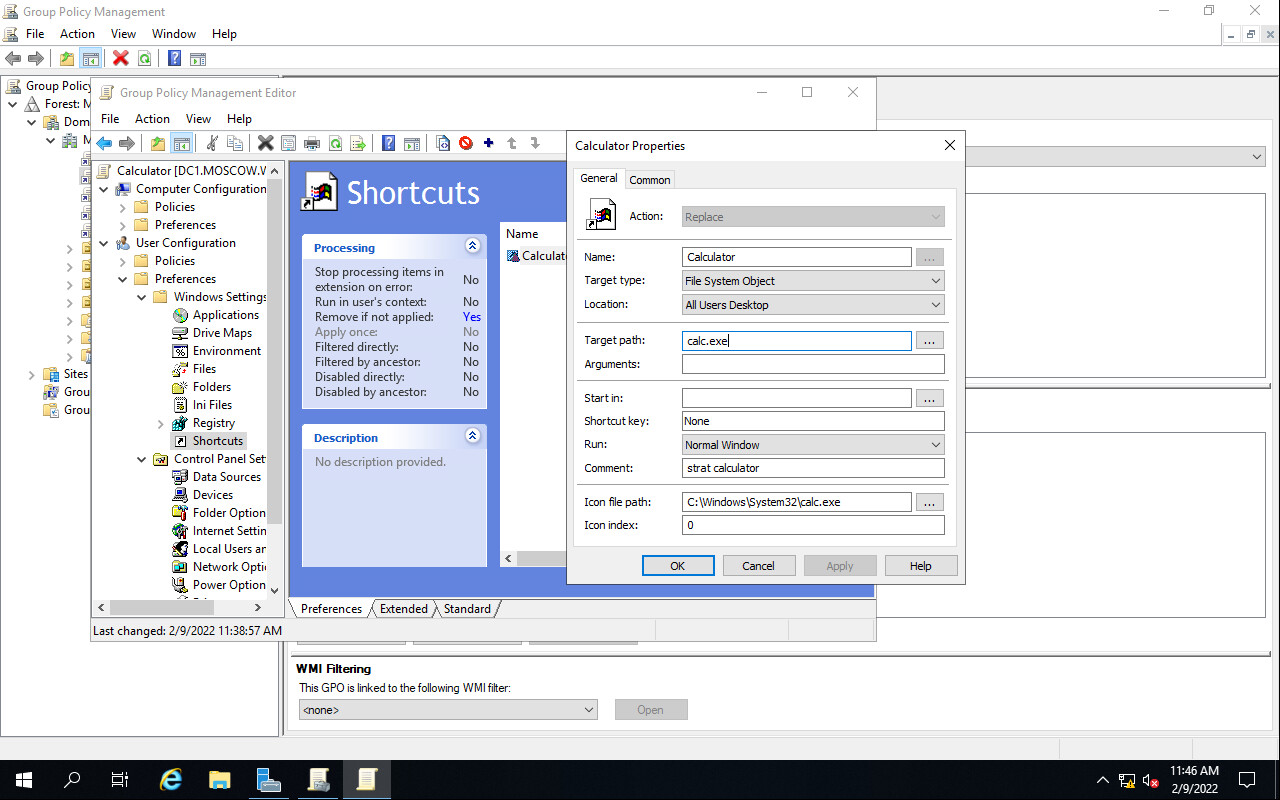 Group Policy Management
File Action View Window Help
Group Policy
Forest: M
Dom
M
Sites
Grou
Grou
Group Policy Management Editor
File Action View Help
Calculator [DC1.MOSCOW.W
Computer Configuration
Policies
Preferences
User Configuration
Policies
Preferences
Windows Settings
Applications
Drive Maps
Environment
Files
Folders
Ini Files
Registry
Shortcuts
Control Panel Set
Data Sources
Devices
Folder Option
Internet Settin
Local Users an
Network Optio
Power Option
Shortcuts
Processing
Stop processing items in extension on error: No
Run in user's context: No
Remove if not applied: Yes
Apply once: No
Filtered directly: No
Filtered by ancestor: No
Disabled directly: No
Disabled by ancestor: No
Description
No description provided.
Name
Calculato
Preferences Extended Standard
Last changed: 2/9/2022 11:38:57 AM
Calculator Properties
General Common
Action: Replace
Name: Calculator ...
Target type: File System Object
Location: All Users Desktop
Target path: calc.exe ...
Arguments:
Start in: ...
Shortcut key: None
Run: Normal Window
Comment: strat calculator
Icon file path: C:\Windows\System32\calc.exe ...
Icon index: 0
OK Cancel Apply Help
WMI Filtering
This GPO is linked to the following WMI filter:
<none> Open
11:46 AM
2/9/2022